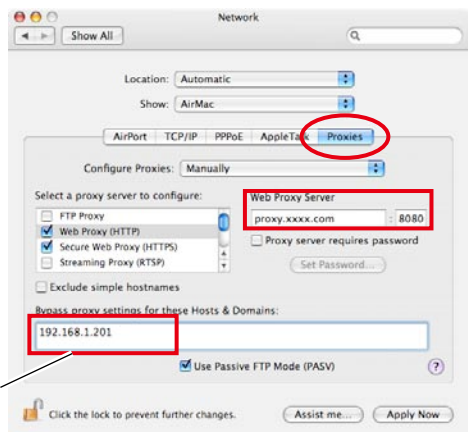 Network
Show All
Location: Automatic
Show: AirMac
AirPort TCP/IP PPPoE AppleTalk Proxies
Configure Proxies: Manually
Select a proxy server to configure:
Web Proxy Server
FTP Proxy
proxy.xxxx.com : 8080
Web Proxy (HTTP)
Secure Web Proxy (HTTPS)
Proxy server requires password
Streaming Proxy (RTSP)
Set Password...
Exclude simple hostnames
Bypass proxy settings for these Hosts & Domains:
192.168.1.201
Use Passive FTP Mode (PASV) ?
Click the lock to prevent further changes. Assist me... Apply Now